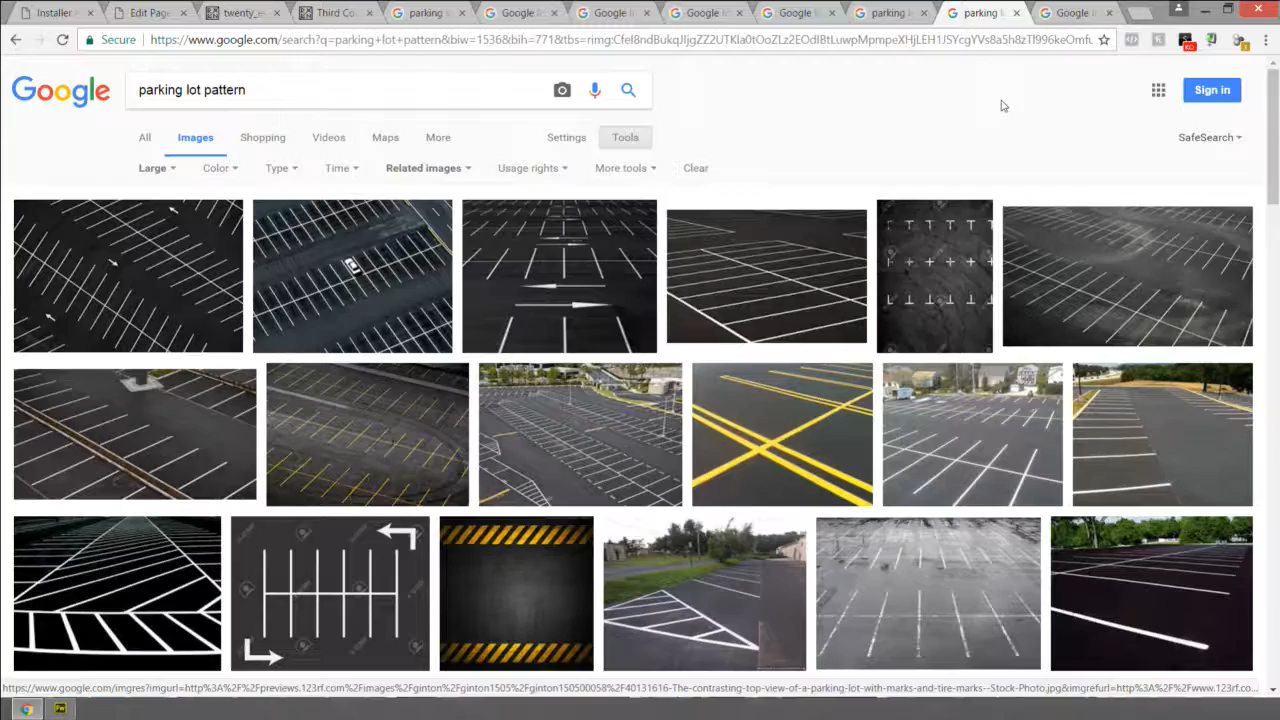 Installer
Edit Page
twenty_
Third Co
parking
Google
Google
Google
Google
parking
parking
Google
Secure
https://www.google.com/search?q=parking+lot+pattern&biw=1536&bih=771&tbs=rimg:
Google
parking lot pattern
Sign in
All
Images
Shopping
Videos
Maps
More
Settings
Tools
SafeSearch
Large
Color
Type
Time
Related images
Usage rights
More tools
Clear
https://www.google.com/imgres?imgurl=http%3A%2F%2Fpreviews.123rf.com%2Fimages%2Fginton%2Fginton1505%2Fginton150500058%2F40131616-The-contrasting-top-view-of-a-parking-lot-with-marks-and-tire-marks--Stock-Photo.jpg&imgrefurl=http%3A%2F%2Fwww.123rf.co...